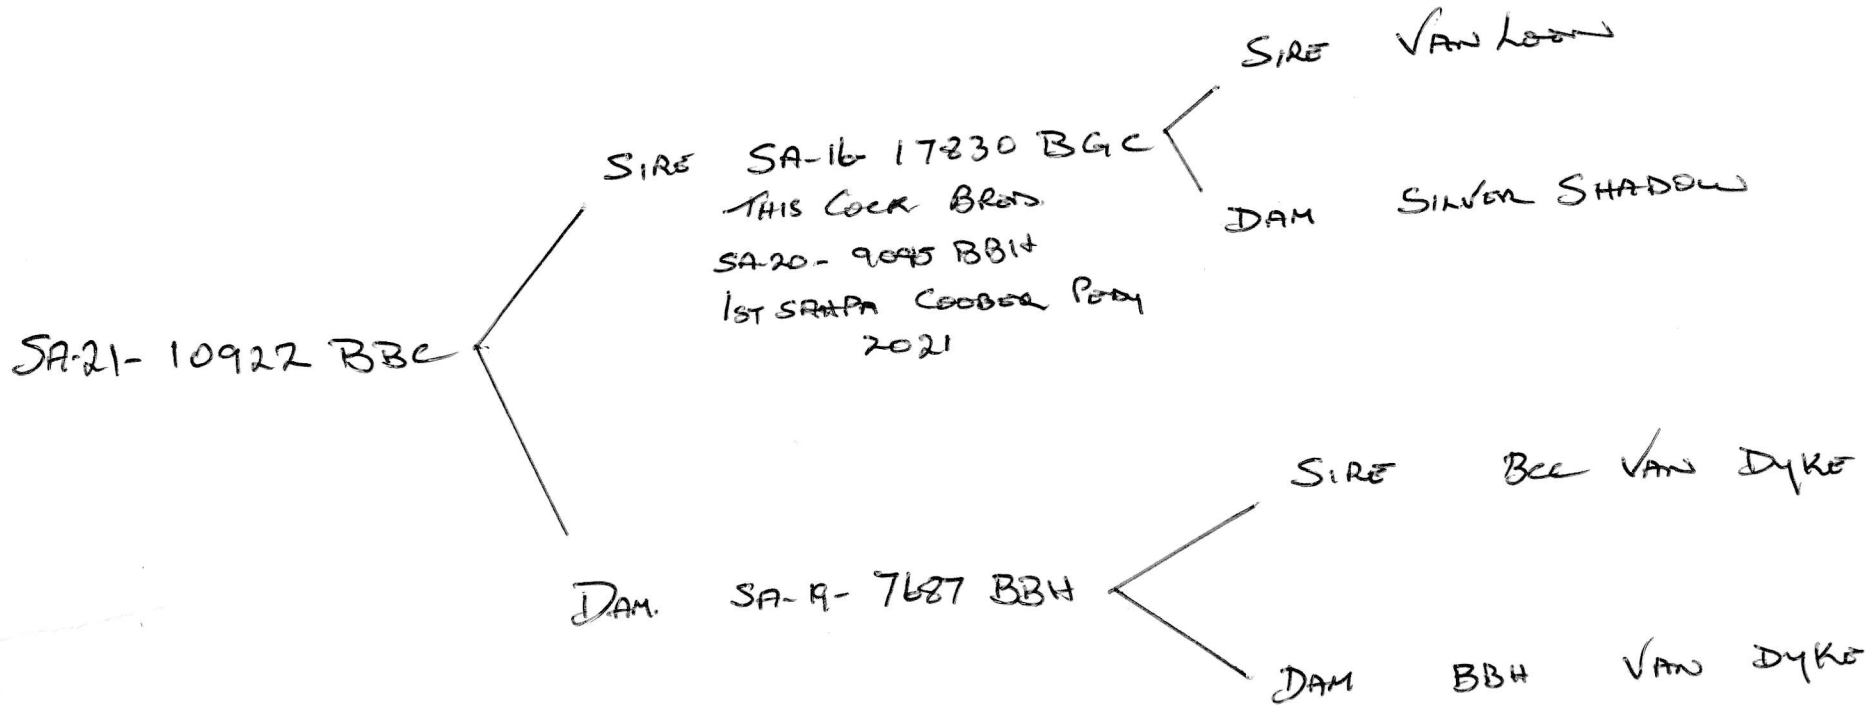 SIRE VAN LOON
SIRE SA-16- 17830 BGC
THIS COCK BRED
DAM SILVER SHADOW
SA-20- 9095 BBH
1ST SAHPA COOBER PEDY
2021
SA-21- 10922 BBC
SIRE BCC VAN DYKE
DAM. SA-19- 7687 BBH
DAM BBH VAN DYKE